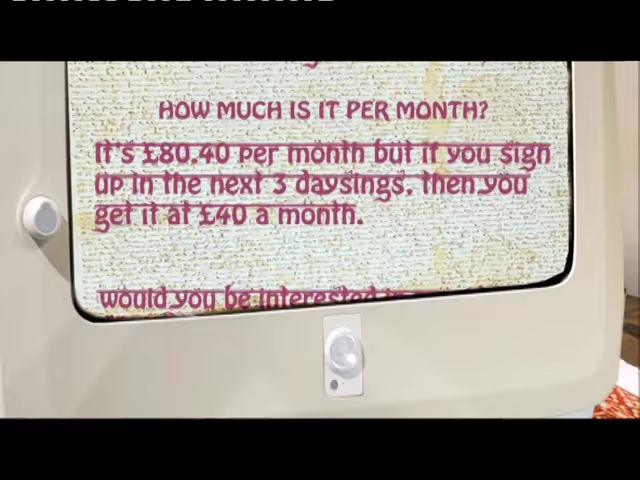 HOW MUCH IS IT PER MONTH?
It's £80.40 per month but if you sign
up in the next 3 daysings, then you
get it at £40 a month.
would you be interested